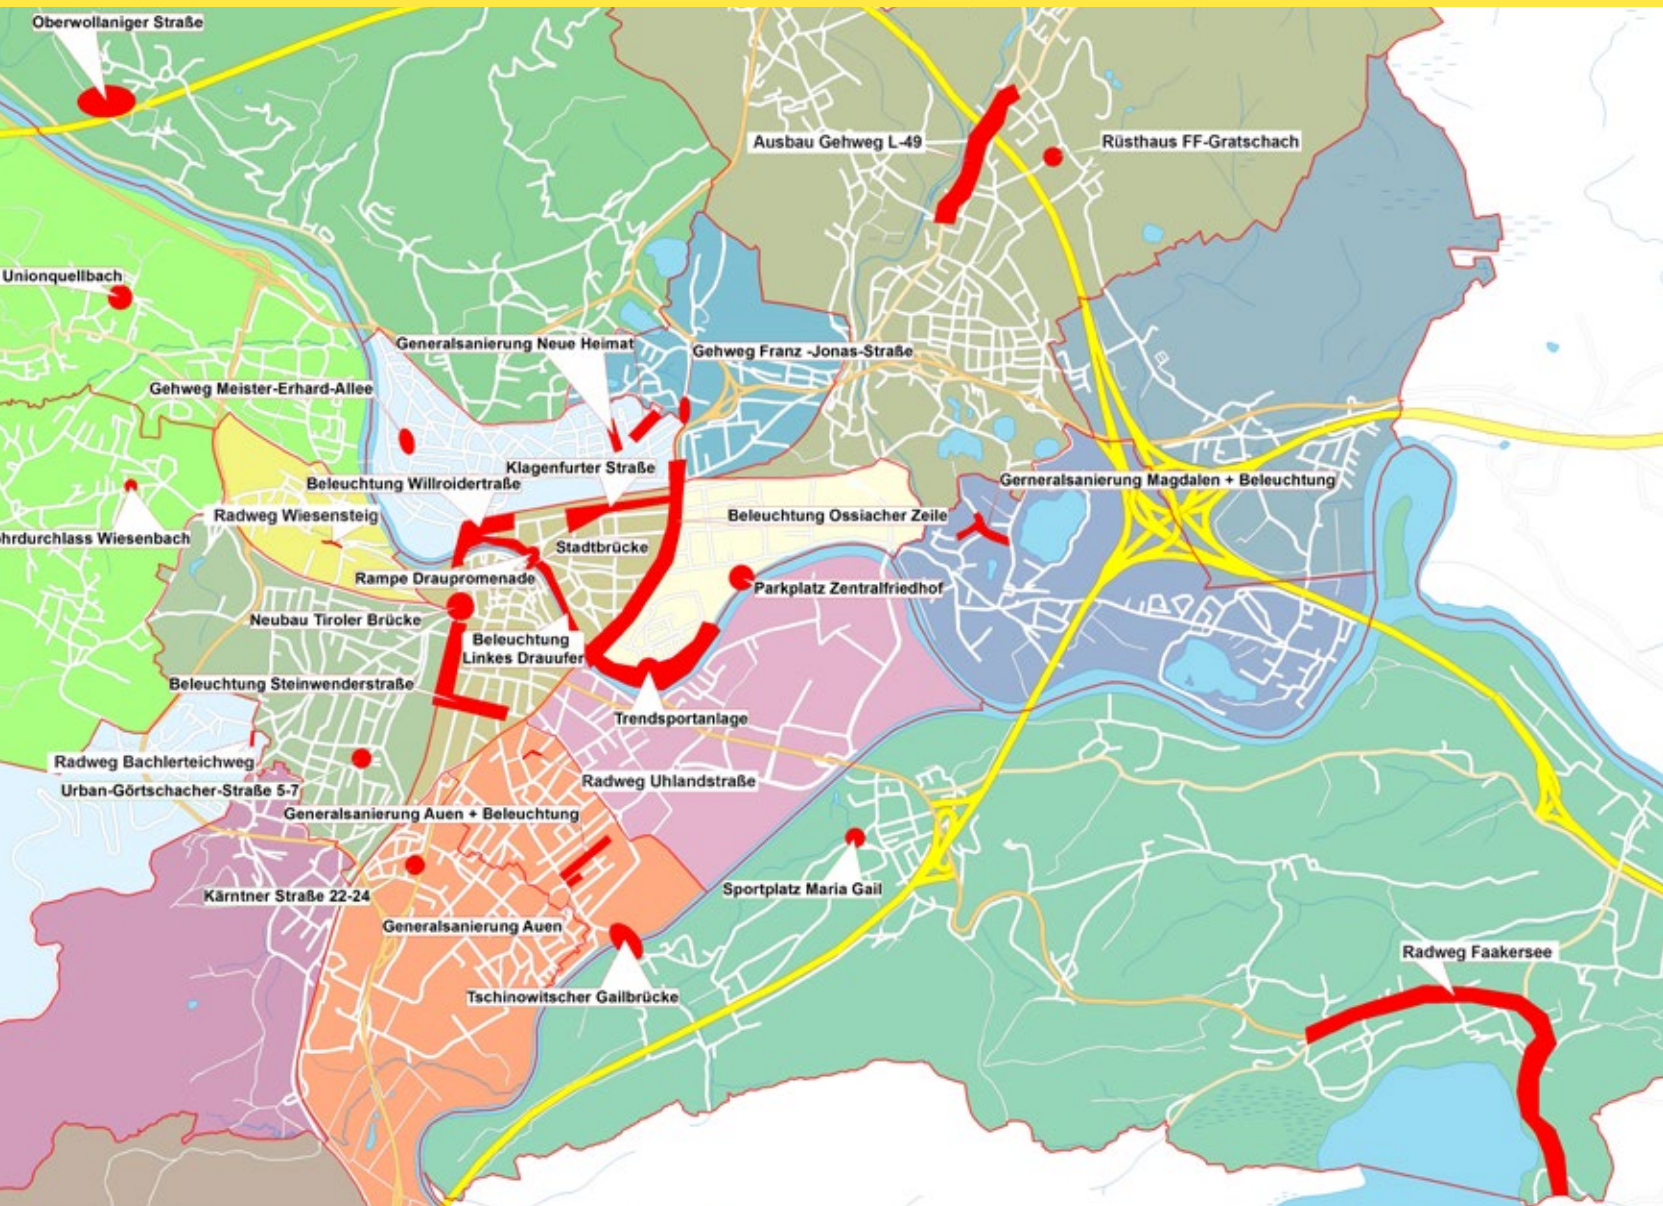 Oberwollaniger Straße
Ausbau Gehweg L-49
Rüsthaus FF-Gratschach
Unionquellbach
Generalsanierung Neue Heimat
Gehweg Franz -Jonas-Straße
Gehweg Meister-Erhard-Allee
Klagenfurter Straße
Beleuchtung Willroidertraße
Gerneralsanierung Magdalen + Beleuchtung
Radweg Wiesensteig
Beleuchtung Ossiacher Zeile
ohrdurchlass Wiesenbach
Stadtbrücke
Rampe Draupromenade
Parkplatz Zentralfriedhof
Neubau Tiroler Brücke
Beleuchtung
Linkes Drauufer
Beleuchtung Steinwenderstraße
Trendsportanlage
Radweg Bachlerteichweg
Radweg Uhlandstraße
Urban-Görtschacher-Straße 5-7
Generalsanierung Auen + Beleuchtung
Kärntner Straße 22-24
Sportplatz Maria Gail
Generalsanierung Auen
Radweg Faakersee
Tschinowitscher Gailbrücke